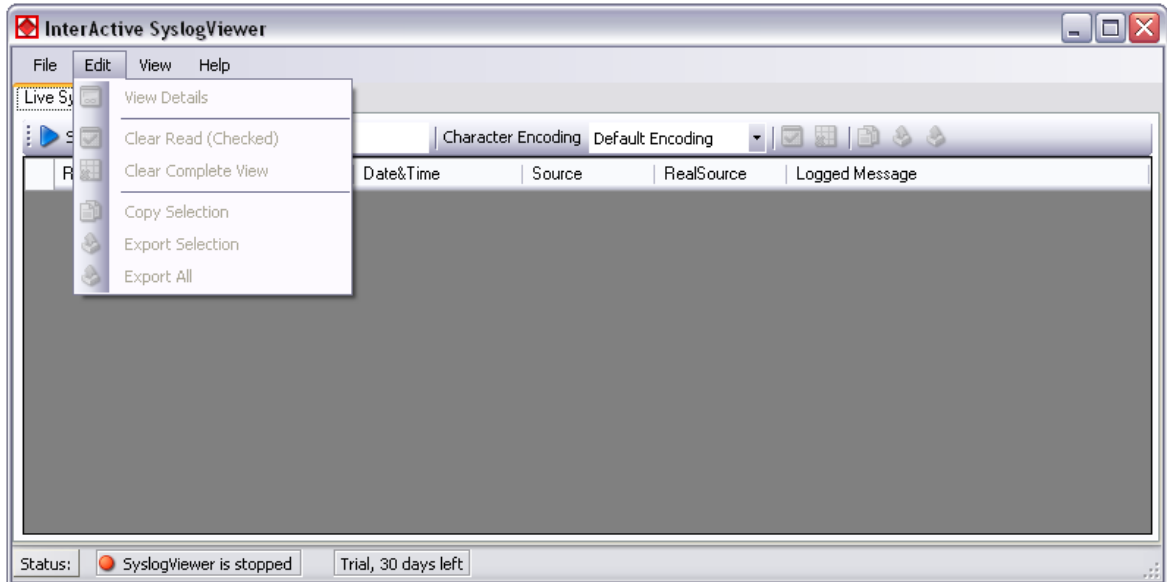 InterActive SyslogViewer
File Edit View Help
Live Sy
View Details
Clear Read (Checked)
Character Encoding Default Encoding
Clear Complete View
Date&Time Source RealSource Logged Message
Copy Selection
Export Selection
Export All
Status: SyslogViewer is stopped Trial, 30 days left